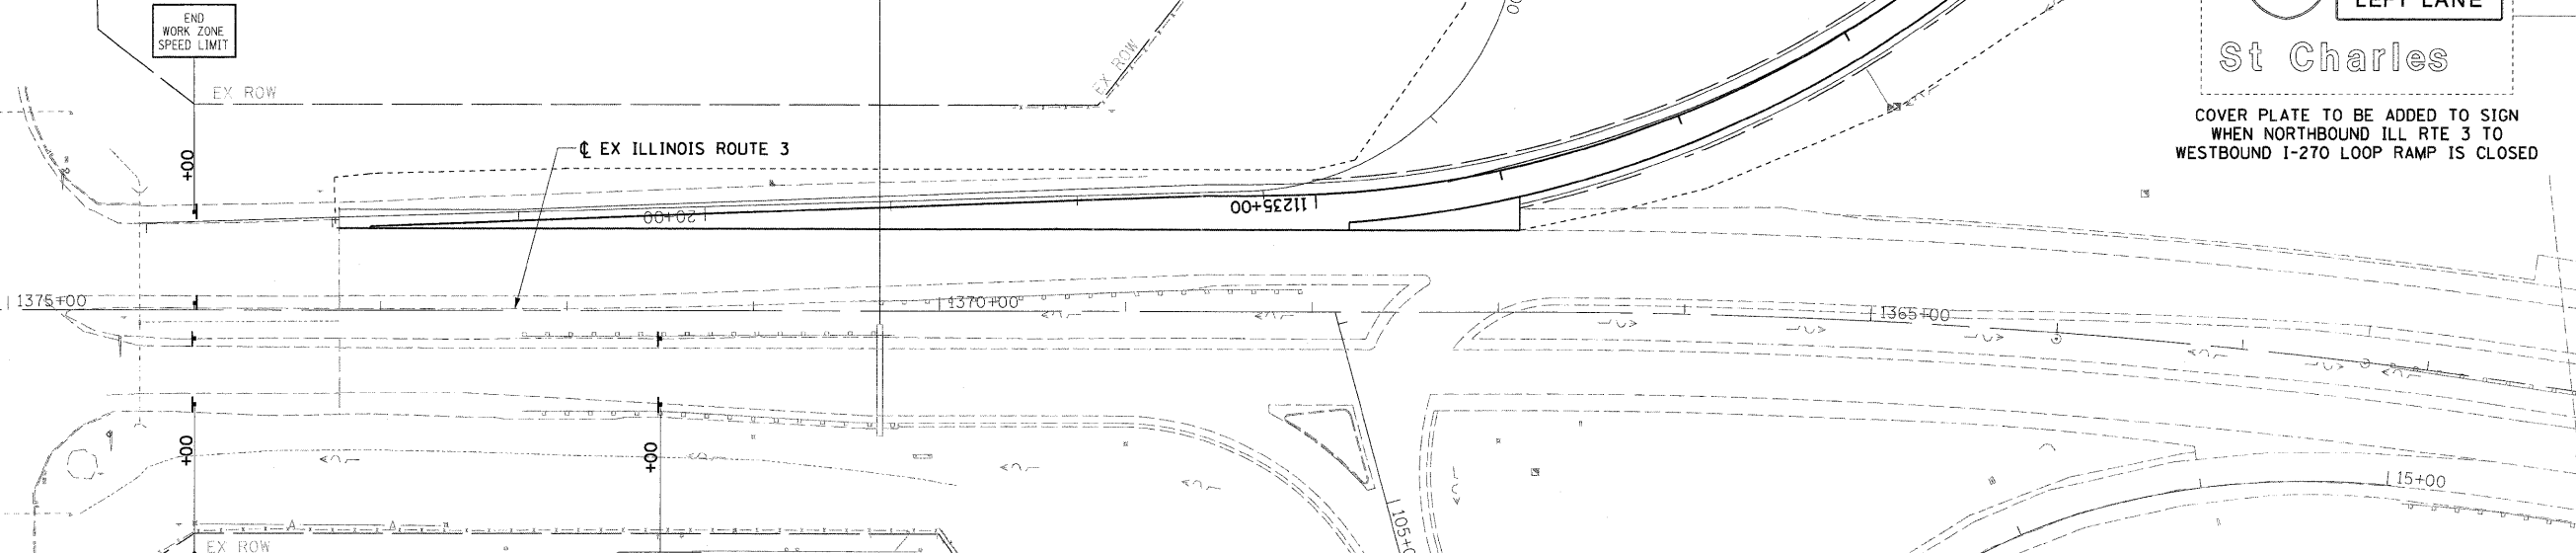 END
WORK ZONE
SPEED LIMIT
LEFT LANE
St Charles
COVER PLATE TO BE ADDED TO SIGN
WHEN NORTHBOUND ILL RTE 3 TO
WESTBOUND I-270 LOOP RAMP IS CLOSED
EX ROW
EX ROW
+00
℄ EX ILLINOIS ROUTE 3
20+00
11235+00
1375+00
1370+00
1365+00
+00
+00
15+00
EX ROW